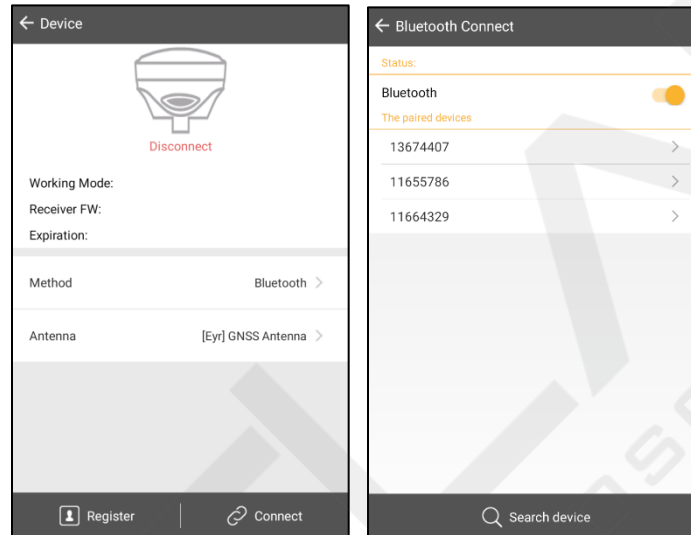 Device
Disconnect
Working Mode:
Receiver FW:
Expiration:
Method Bluetooth
Antenna [Eyr] GNSS Antenna
Register Connect
Bluetooth Connect
Status:
Bluetooth
The paired devices
13674407
11655786
11664329
Search device